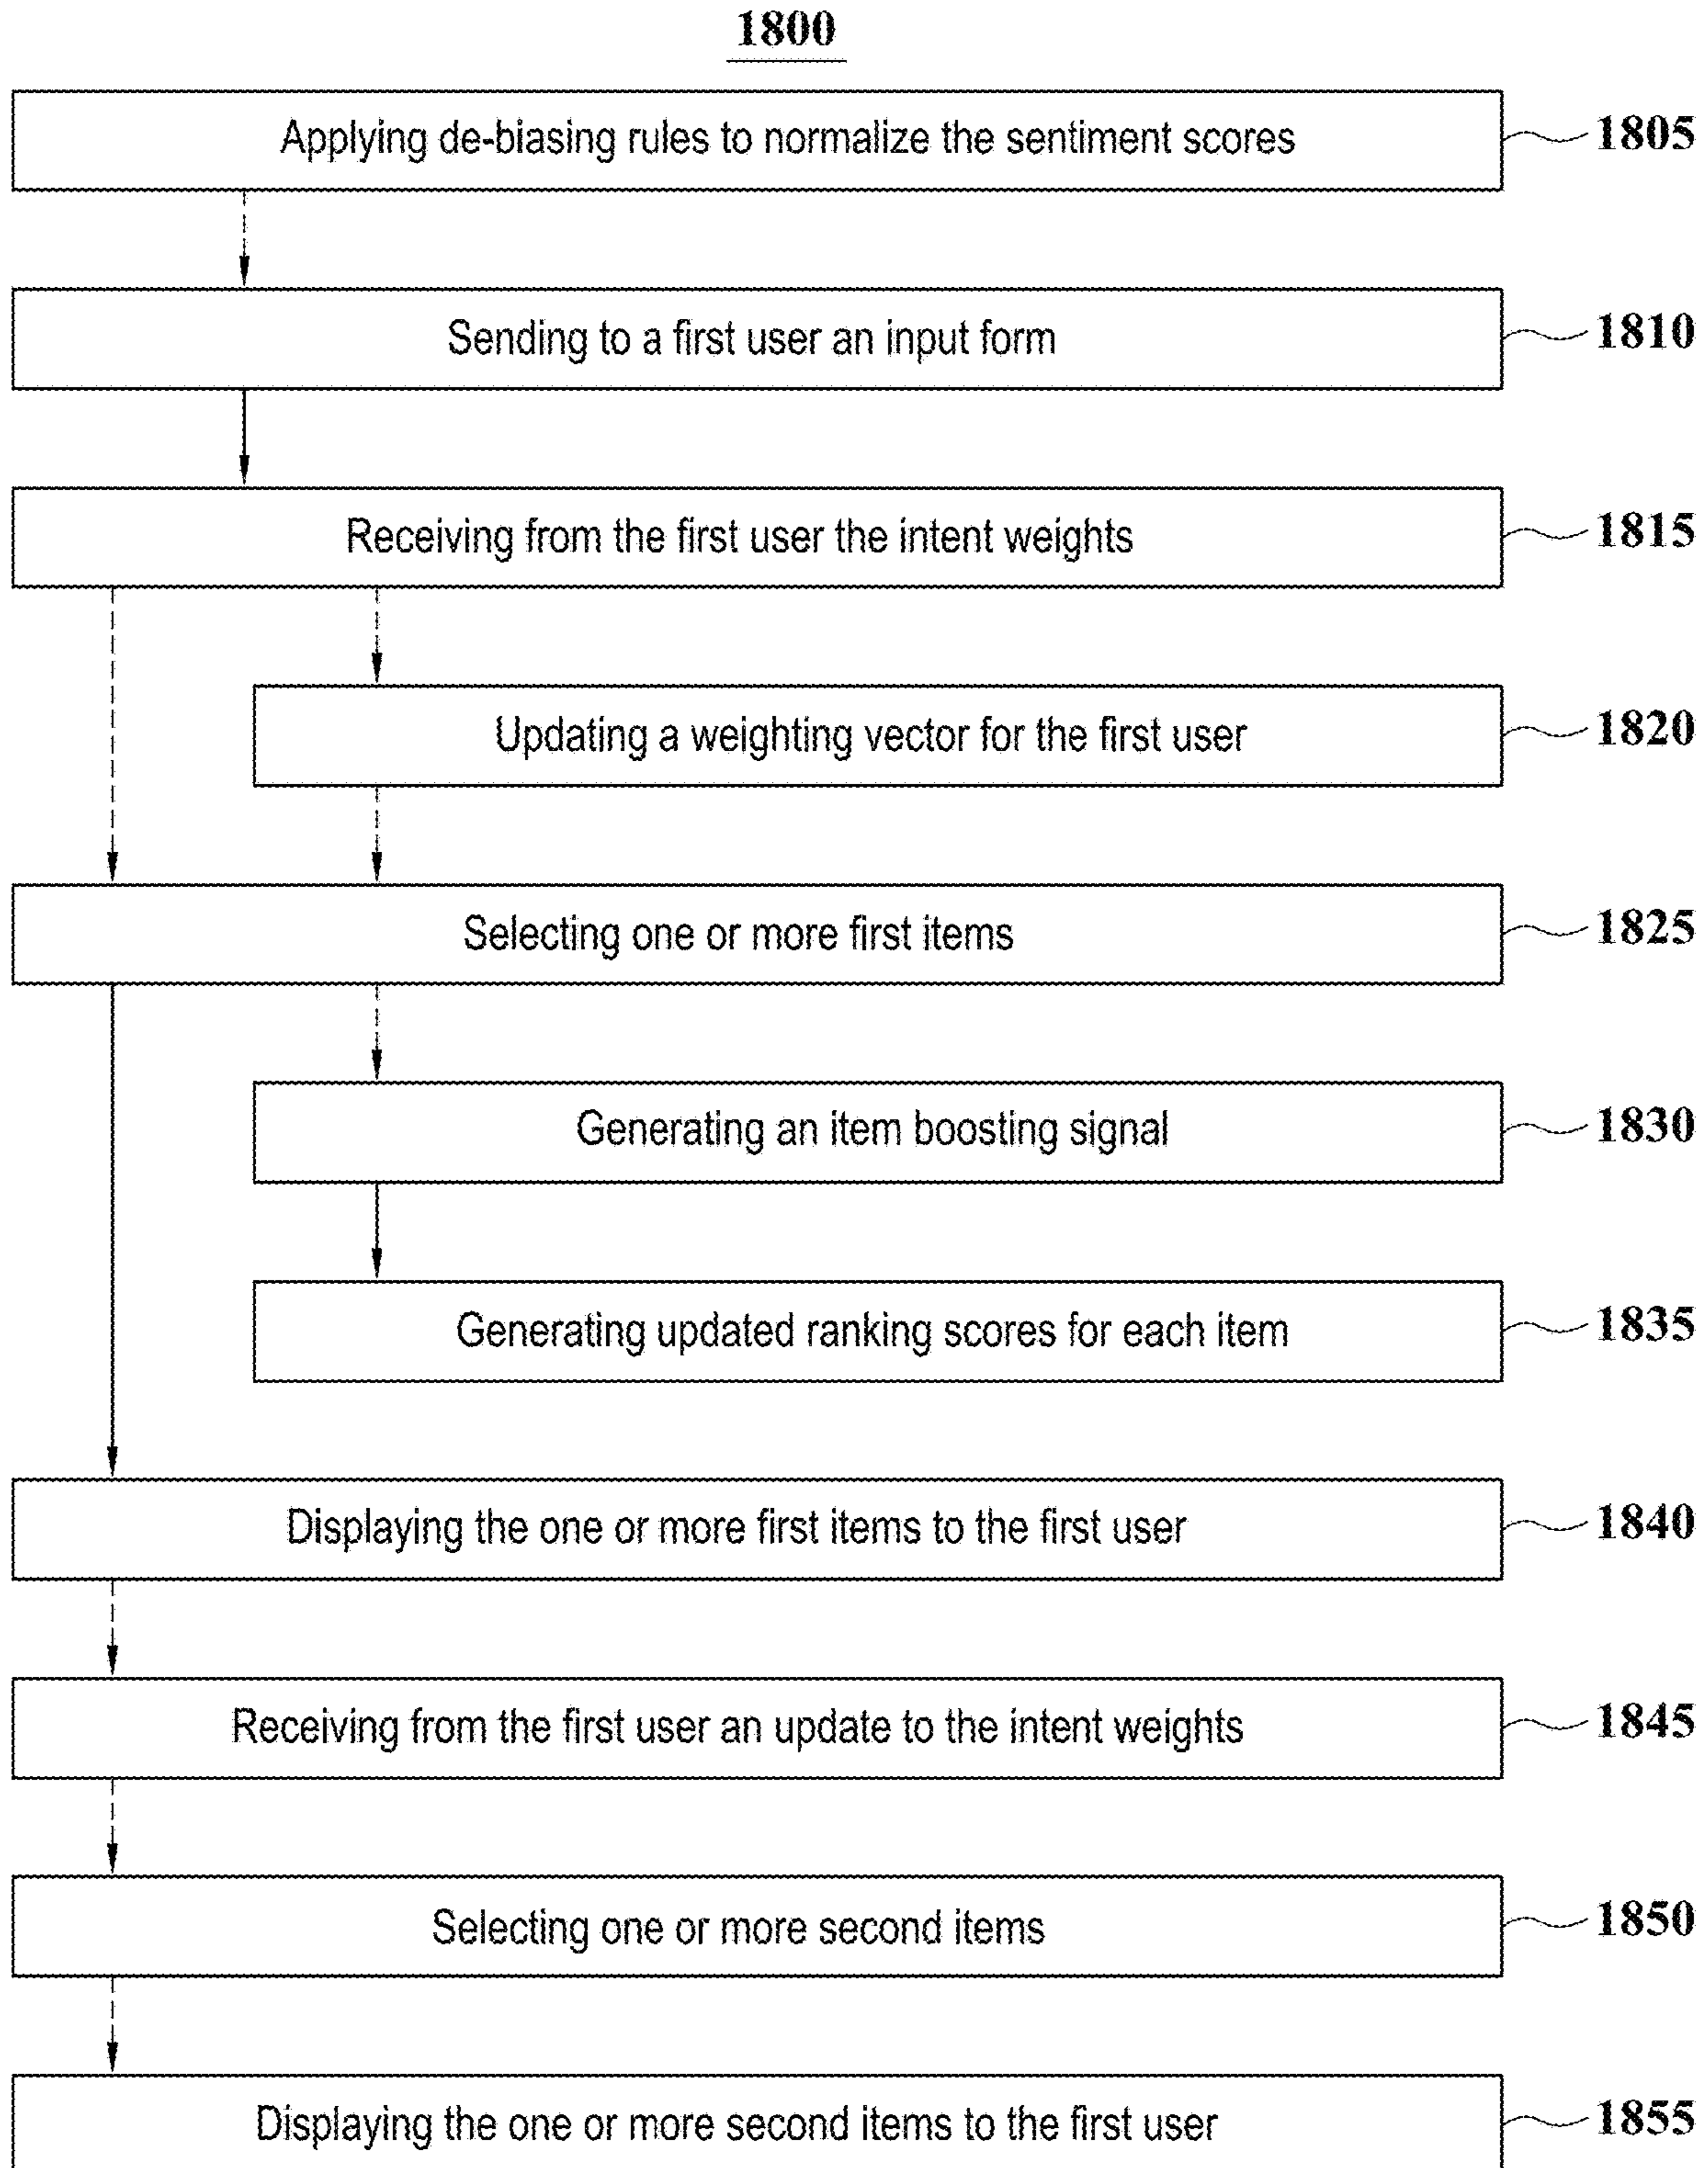 1800
Applying de-biasing rules to normalize the sentiment scores 1805
Sending to a first user an input form 1810
Receiving from the first user the intent weights 1815
Updating a weighting vector for the first user 1820
Selecting one or more first items 1825
Generating an item boosting signal 1830
Generating updated ranking scores for each item 1835
Displaying the one or more first items to the first user 1840
Receiving from the first user an update to the intent weights 1845
Selecting one or more second items 1850
Displaying the one or more second items to the first user 1855